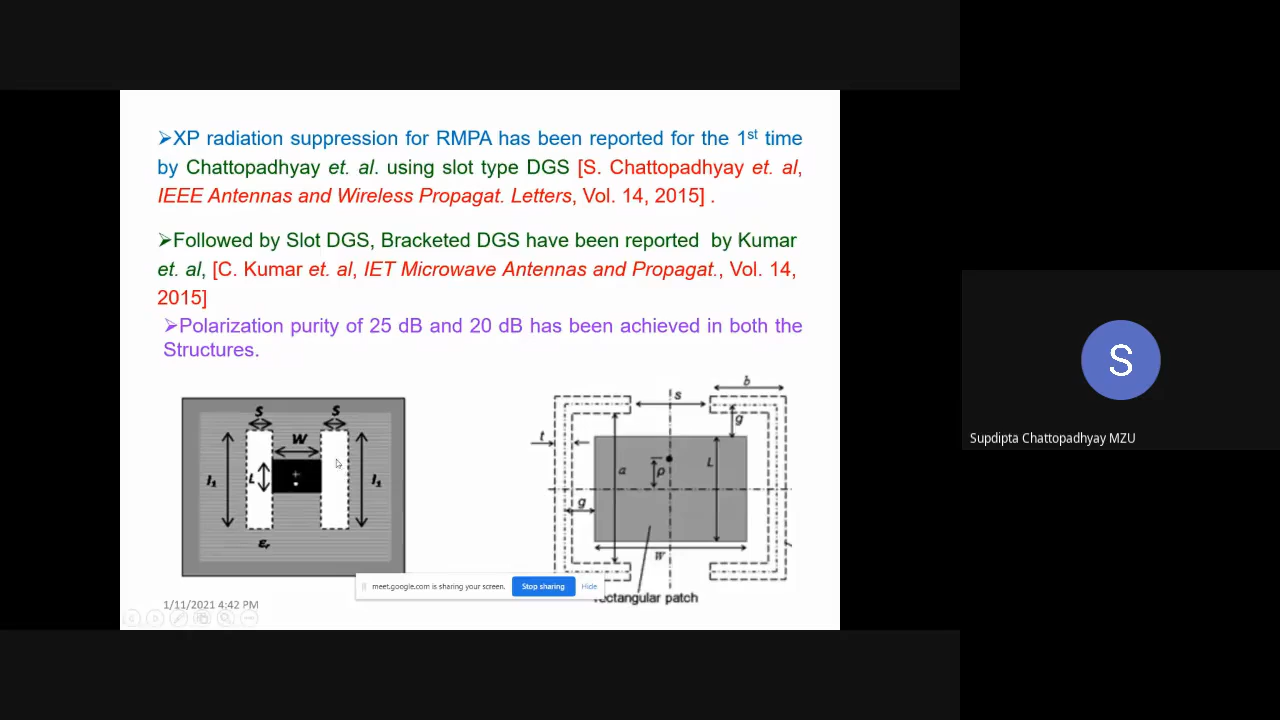 ➢XP radiation suppression for RMPA has been reported for the 1st time
by Chattopadhyay et. al. using slot type DGS [S. Chattopadhyay et. al,
IEEE Antennas and Wireless Propagat. Letters, Vol. 14, 2015] .
➢Followed by Slot DGS, Bracketed DGS have been reported by Kumar
et. al, [C. Kumar et. al, IET Microwave Antennas and Propagat., Vol. 14,
2015]
➢Polarization purity of 25 dB and 20 dB has been achieved in both the
Structures.
S S
W
l1 L l1
εr
b
s
g
t
a ρ L
g
W
r
rectangular patch
meet.google.com is sharing your screen. Stop sharing Hide
1/11/2021 4:42 PM
S
Supdipta Chattopadhyay MZU